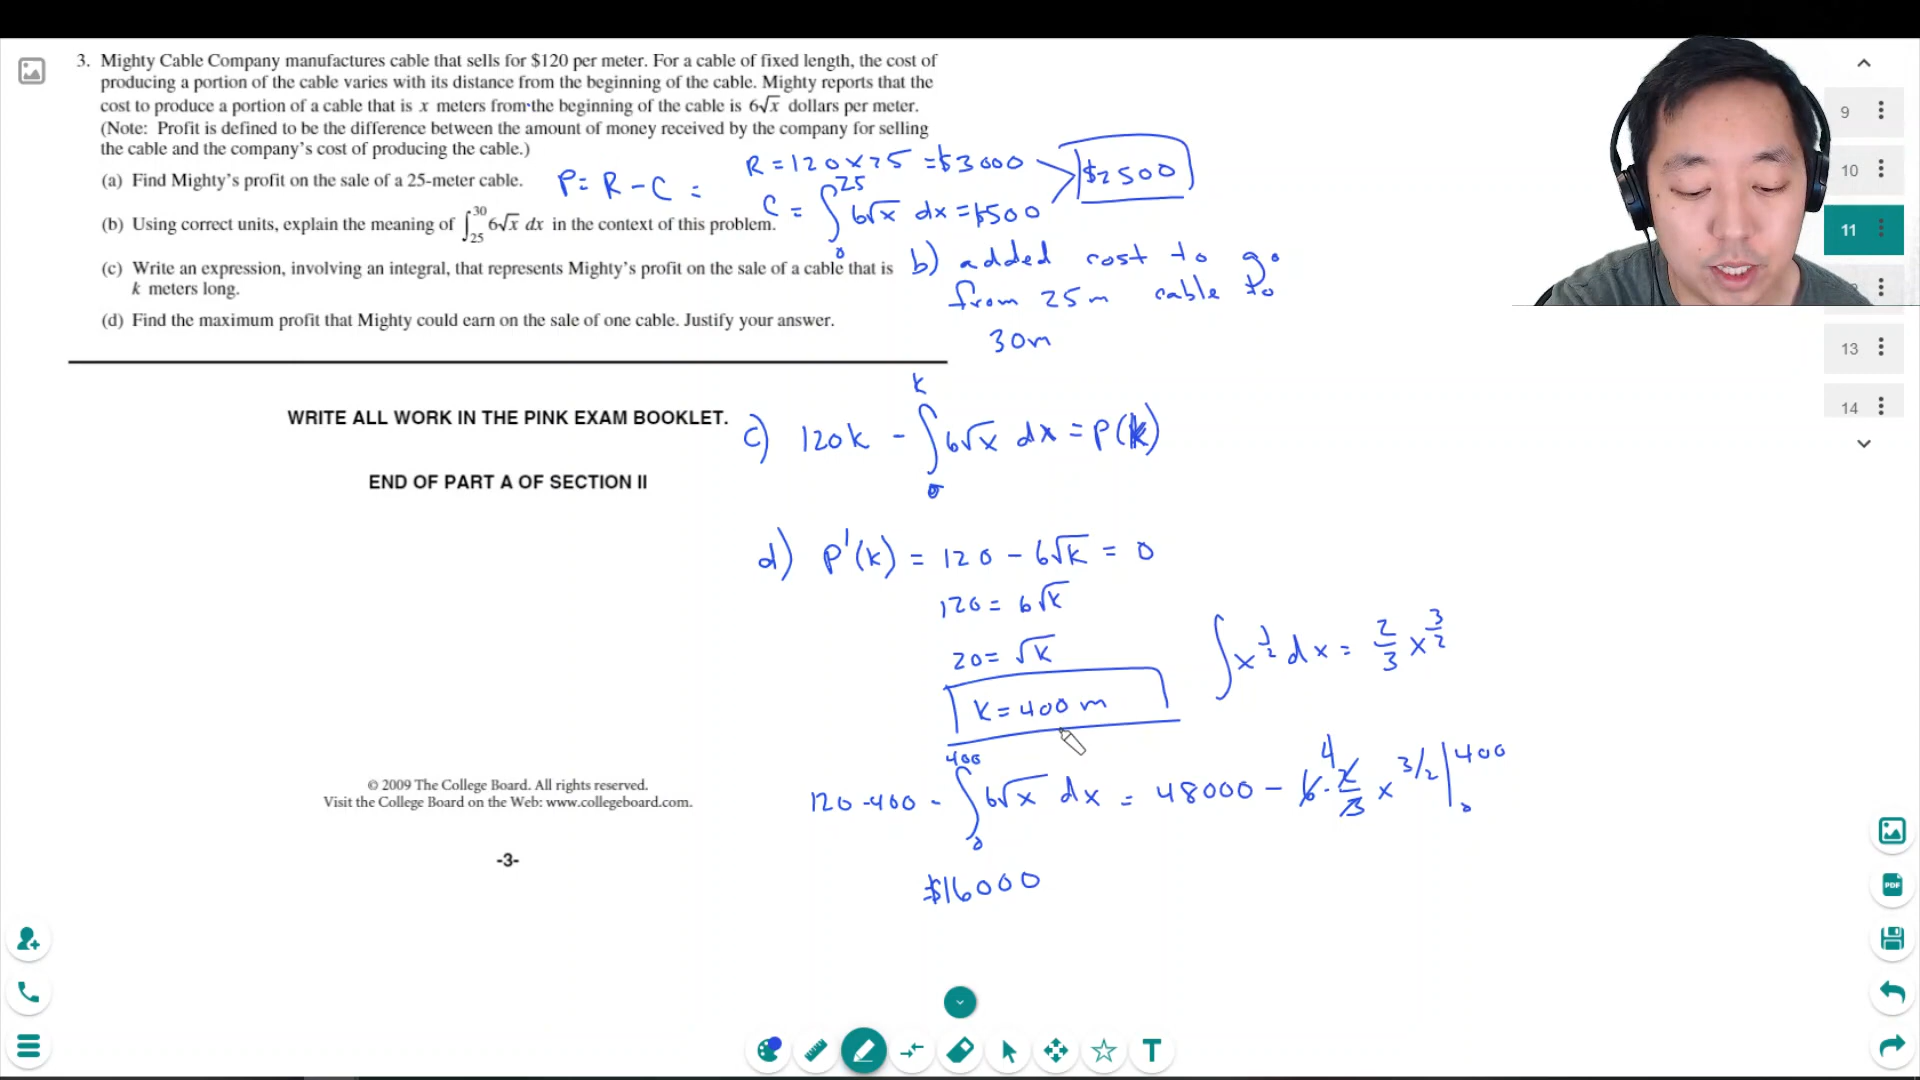 3. Mighty Cable Company manufactures cable that sells for $120 per meter. For a cable of fixed length, the cost of
producing a portion of the cable varies with its distance from the beginning of the cable. Mighty reports that the
cost to produce a portion of a cable that is x meters from the beginning of the cable is 6√x dollars per meter.
(Note: Profit is defined to be the difference between the amount of money received by the company for selling
the cable and the company's cost of producing the cable.)
(a) Find Mighty's profit on the sale of a 25-meter cable.
P = R - C =
R = 120 x 25 = $3000
$2500
C = ∫_0^25 6√x dx = $500
(b) Using correct units, explain the meaning of ∫_25^30 6√x dx in the context of this problem.
(c) Write an expression, involving an integral, that represents Mighty's profit on the sale of a cable that is
k meters long.
(d) Find the maximum profit that Mighty could earn on the sale of one cable. Justify your answer.
b) added cost to go
from 25m cable to
30m
WRITE ALL WORK IN THE PINK EXAM BOOKLET.
END OF PART A OF SECTION II
c) 120k - ∫_0^k 6√x dx = P(k)
d) P'(k) = 120 - 6√k = 0
120 = 6√k
20 = √k
k = 400 m
∫ x^1/2 dx = 2/3 x^3/2
120 · 400 - ∫_0^400 6√x dx = 48000 - 6 · 2/3 x^3/2 |_0^400
4
$16000
© 2009 The College Board. All rights reserved.
Visit the College Board on the Web: www.collegeboard.com.
-3-
9
10
11
13
14
PDF
T